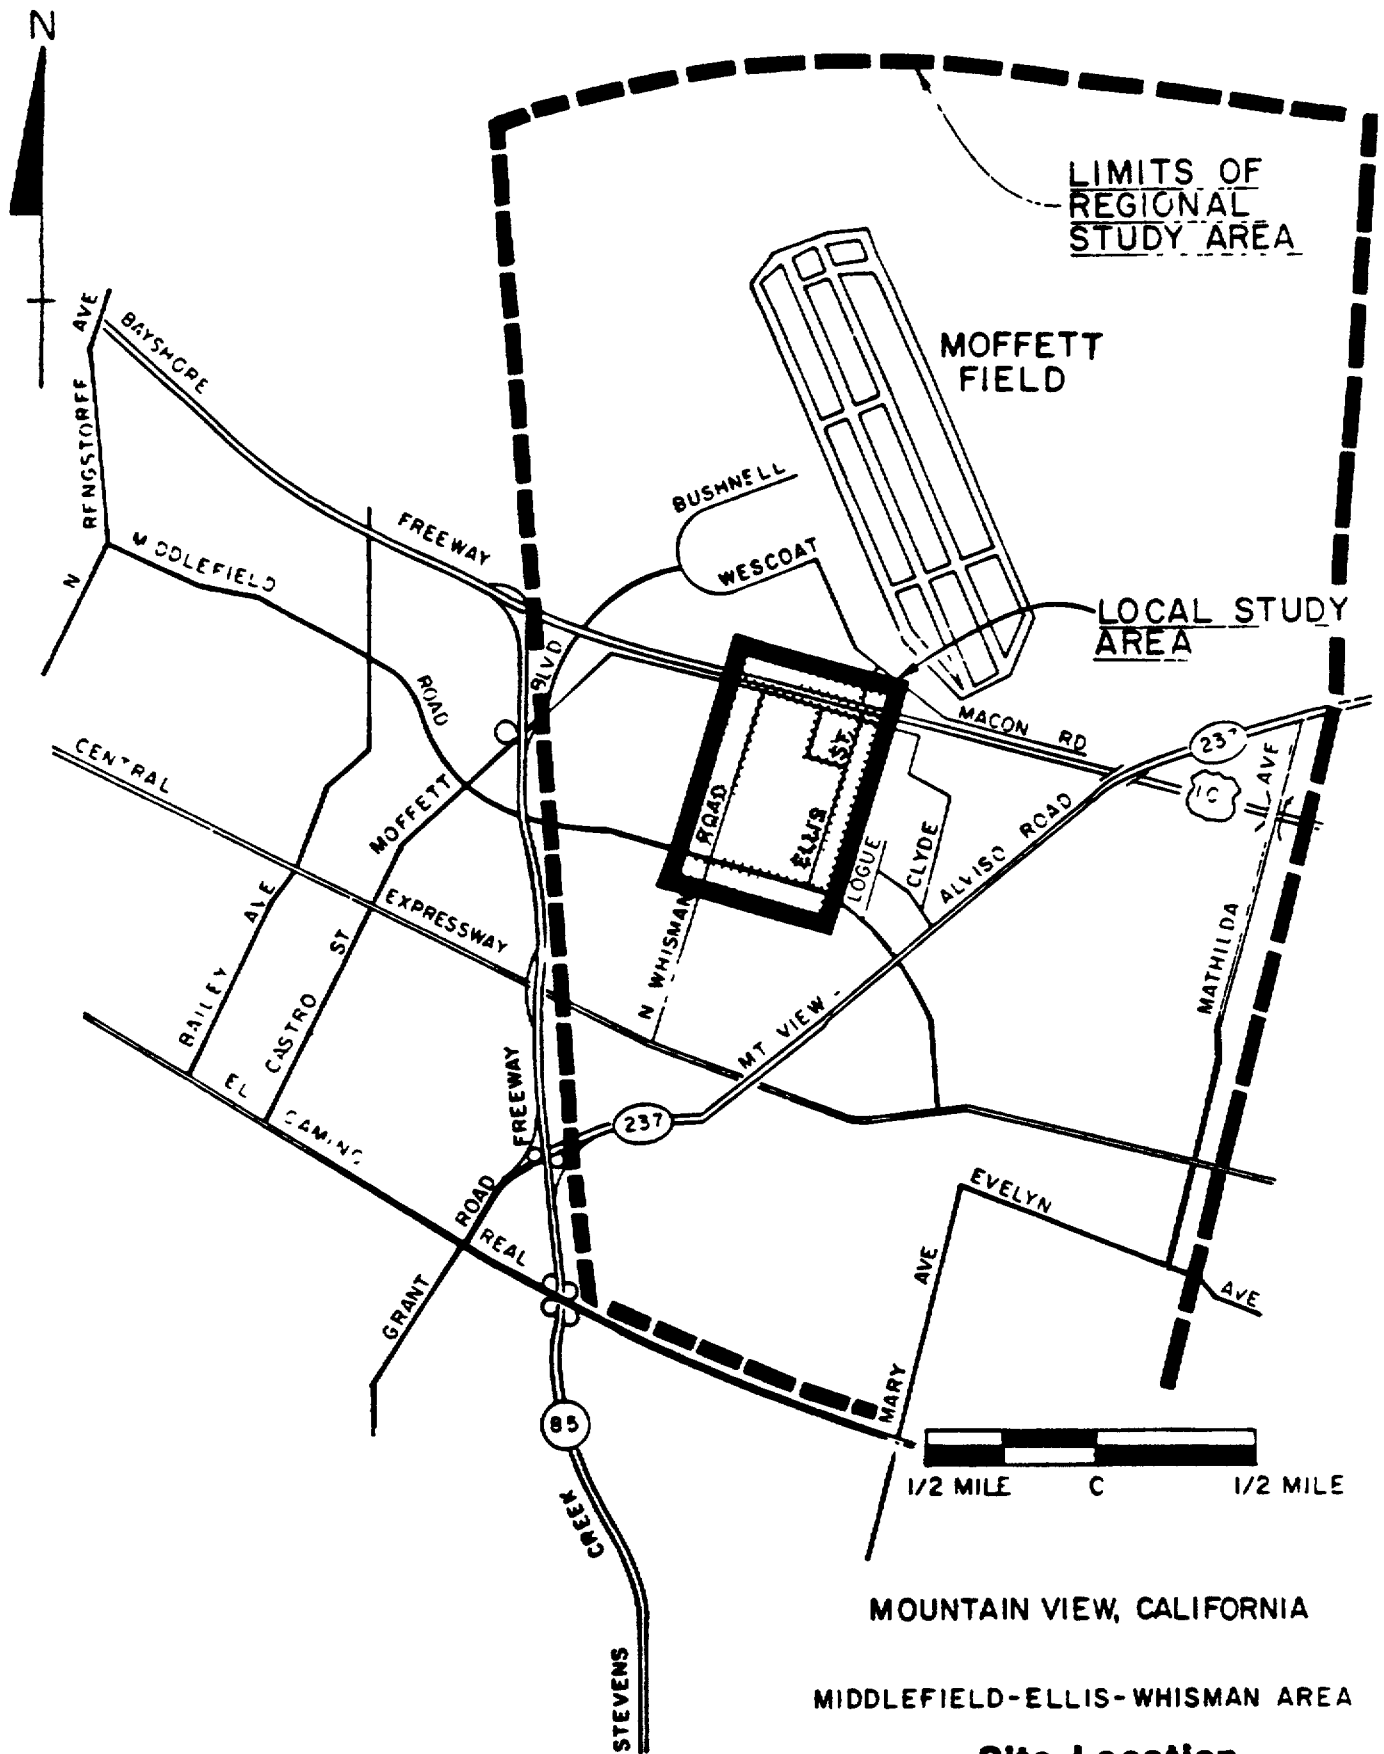 N
LIMITS OF
REGIONAL
STUDY AREA
MOFFETT
FIELD
AVE
BAYSHORE
RENGSTORFF
N
MIDDLEFIELD
FREEWAY
BUSHNELL
WESCOAT
LOCAL STUDY
AREA
BLVD
ROAD
MACON RD
237
CENTRAL
ST.
AVE
MOFFETT
ROAD
ELLIS
LOGUE
CLYDE
ALVISO ROAD
EXPRESSWAY
AVE
ST
N WHISMAN
MATHILDA
BAILEY
CASTRO
MT VIEW -
EL CAMINO
FREEWAY
237
ROAD
REAL
EVELYN
AVE
AVE
GRANT
MARY
85
1/2 MILE
1/2 MILE
CREEK
STEVENS
MOUNTAIN VIEW, CALIFORNIA
MIDDLEFIELD-ELLIS-WHISMAN AREA
Site Location